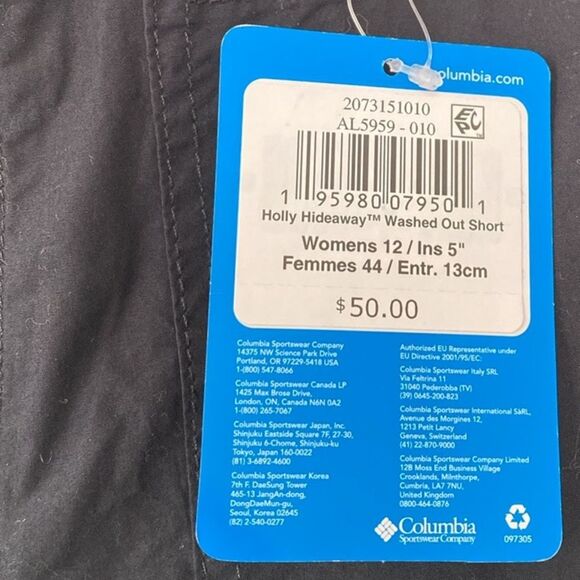 olumbia.com
2073151010
AL5959 - 010
EPC
1 95980 07950 1
Holly Hideaway™ Washed Out Short
Womens 12 / Ins 5"
Femmes 44 / Entr. 13cm
$50.00
Columbia Sportswear Company
14375 NW Science Park Drive
Portland, OR 97229-5418 USA
1-(800) 547-8066
Columbia Sportswear Canada LP
1425 Max Brose Drive,
London, ON, Canada N6N 0A2
1-(800) 265-7067
Columbia Sportswear Japan, Inc.
Shinjuku Eastside Square 7F, 27-30,
Shinjuku 6-Chome, Shinjuku-ku
Tokyo, Japan 160-0022
(81) 3-6892-4600
Columbia Sportswear Korea
7th F. DaeSung Tower
465-13 JangAn-dong,
DongDaeMun-gu,
Seoul, Korea 02645
(82) 2-540-0277
Authorized EU Representative under
EU Directive 2001/95/EC:
Columbia Sportswear Italy SRL
Via Feltrina 11
31040 Pederobba (TV)
(39) 0645-200-823
Columbia Sportswear International SàRL,
Avenue des Morgines 12,
1213 Petit Lancy
Geneva, Switzerland
(41) 22-870-9000
Columbia Sportswear Company Limited
12B Moss End Business Village
Crooklands, Milnthorpe,
Cumbria, LA7 7NU,
United Kingdom
0800-464-0876
Columbia
Sportswear Company
097305